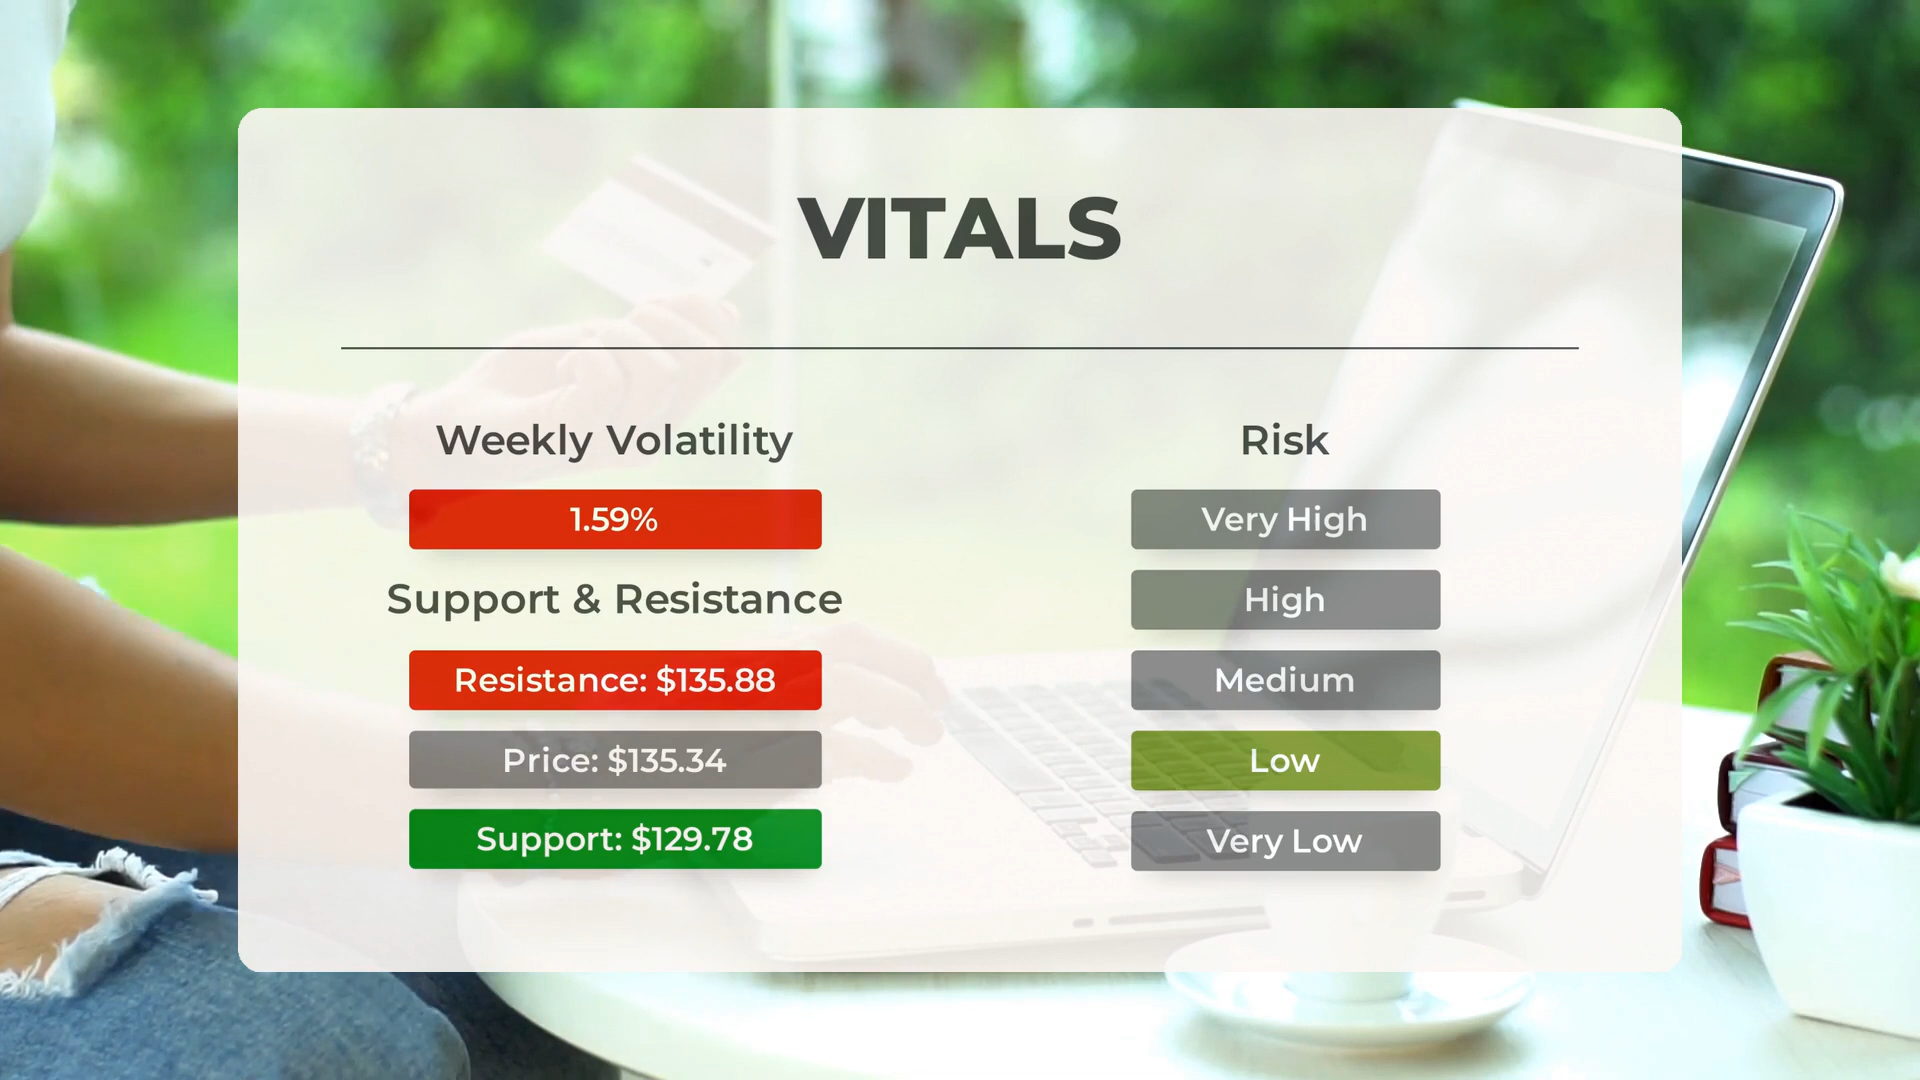 VITALS
Weekly Volatility
1.59%
Support & Resistance
Resistance: $135.88
Price: $135.34
Support: $129.78
Risk
Very High
High
Medium
Low
Very Low